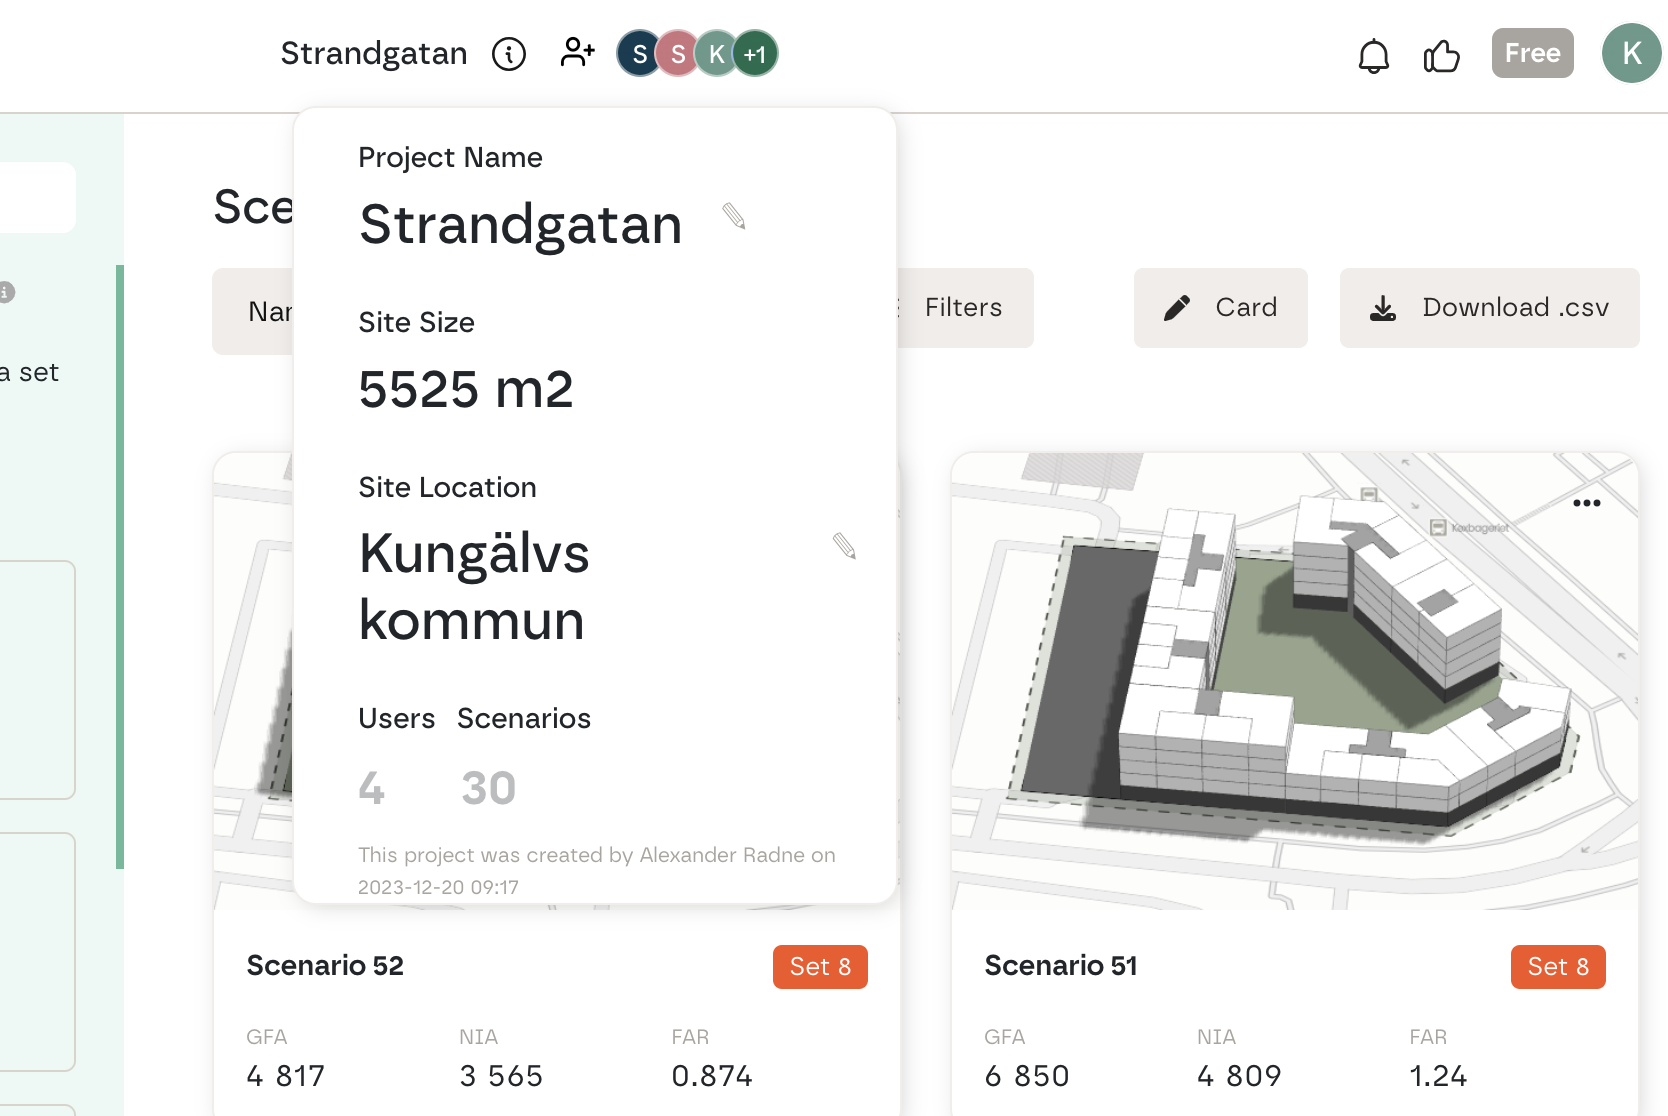 Strandgatan
S
S
K
+1
Free
K
Project Name
Strandgatan
Site Size
5525 m2
Site Location
Kungälvs
kommun
Users Scenarios
4 30
This project was created by Alexander Radne on
2023-12-20 09:17
Sce
Nar
Filters
Card
Download .csv
a set
Kexbageriet
Scenario 52
Set 8
GFA NIA FAR
4 817 3 565 0.874
Scenario 51
Set 8
GFA NIA FAR
6 850 4 809 1.24